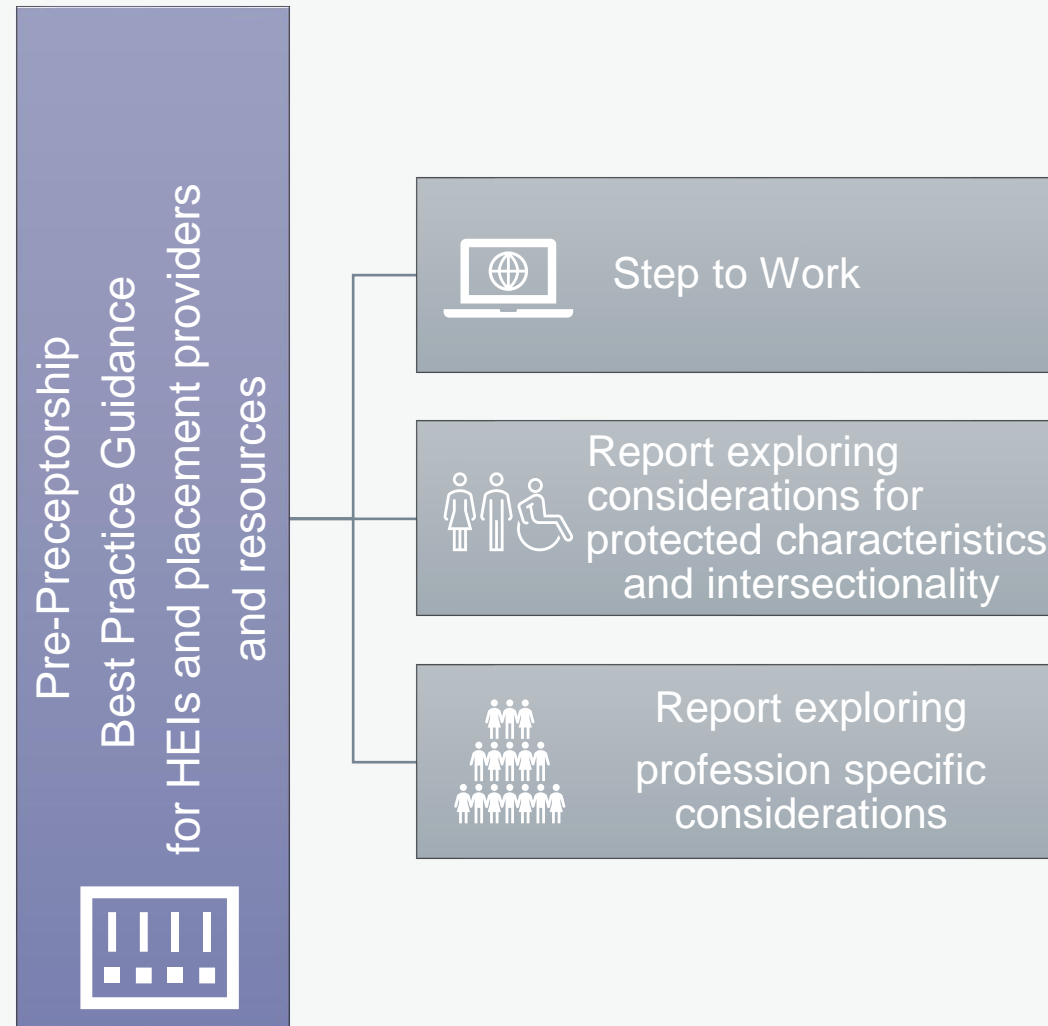 Pre-Preceptorship
Best Practice Guidance
for HEIs and placement providers
and resources
Step to Work
Report exploring
considerations for
protected characteristics
and intersectionality
Report exploring
profession specific
considerations